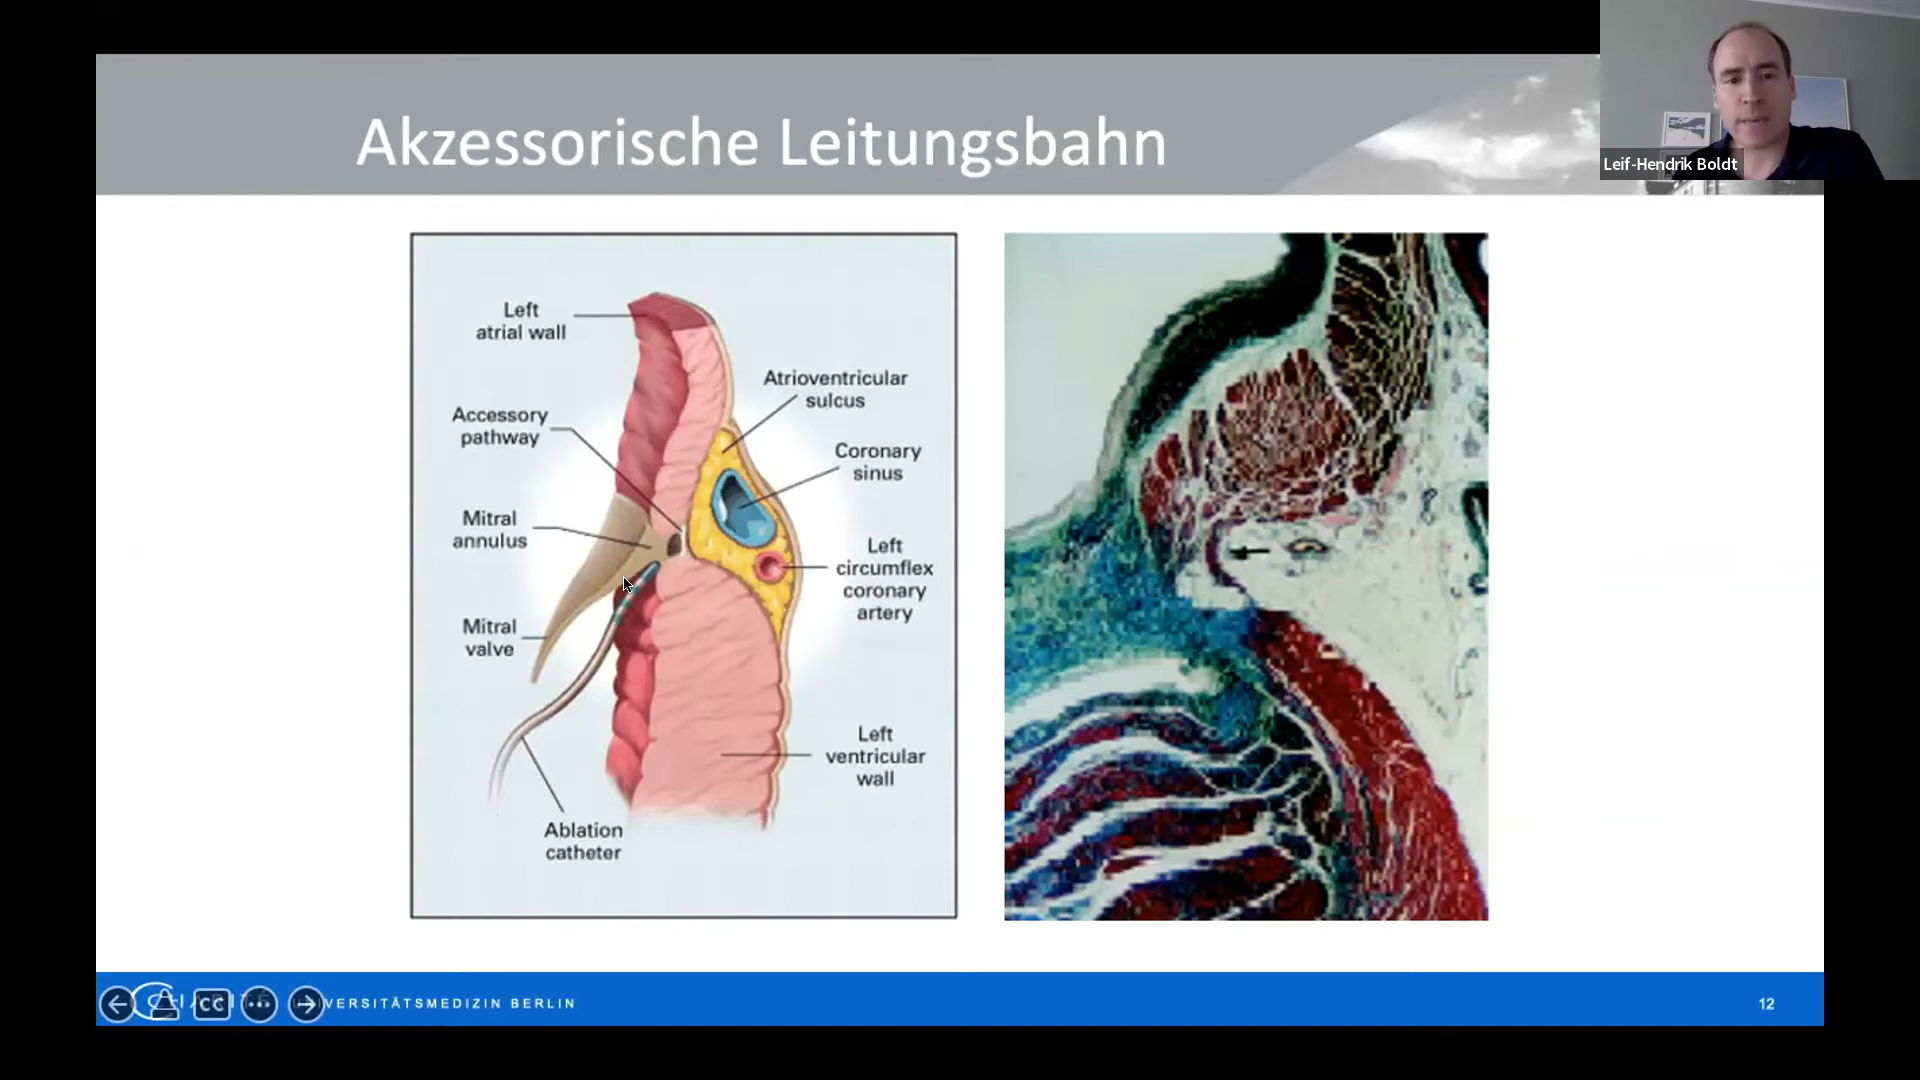 Akzessorische Leitungsbahn
Leif-Hendrik Boldt
Left
atrial wall
Accessory
pathway
Mitral
annulus
Mitral
valve
Ablation
catheter
Atrioventricular
sulcus
Coronary
sinus
Left
circumflex
coronary
artery
Left
ventricular
wall
CC
VERSITÄTSMEDIZIN BERLIN
12